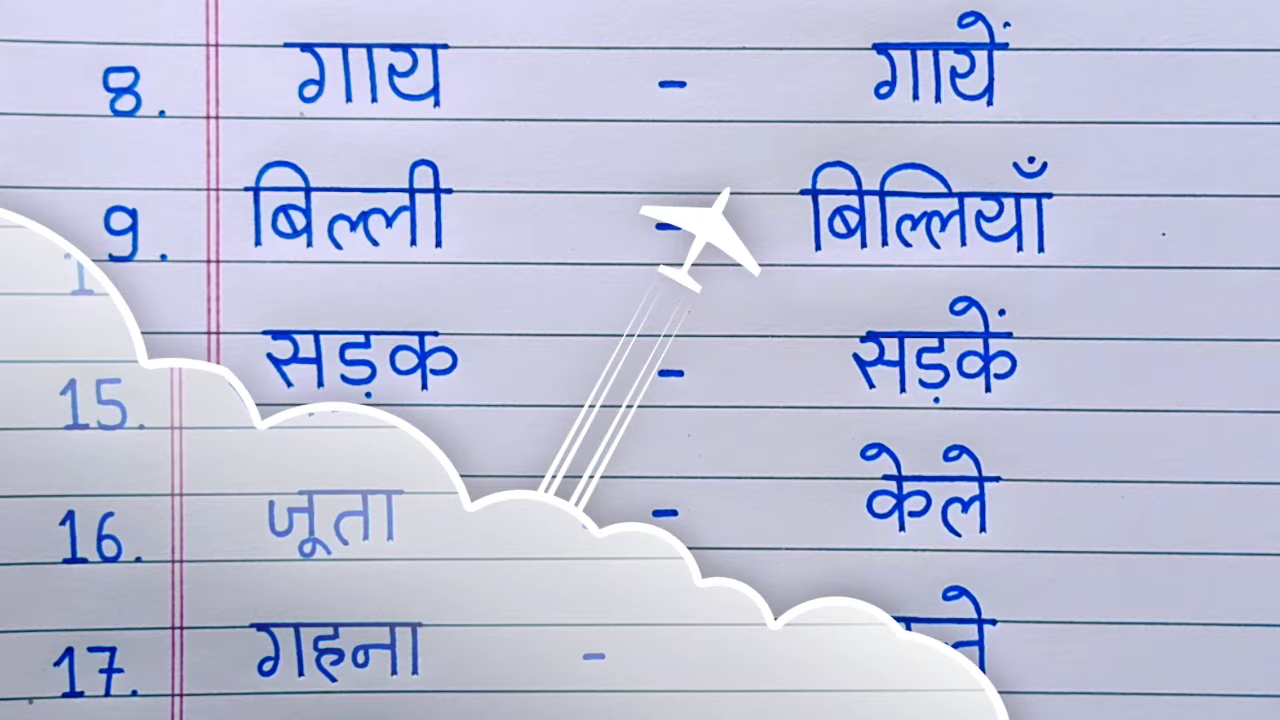 8. गाय - गायें
9. बिल्ली - बिल्लियाँ
सड़क - सड़कें
15.
16. जूता - केले
17. गहना -